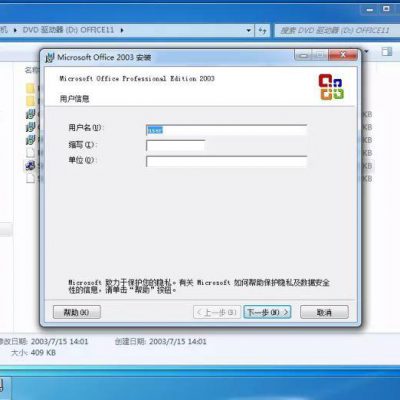 机 ▸ DVD 驱动器 (D:) OFFICE11
搜索 DVD 驱动器 (D:) OFFICE11
名称
Microsoft Office 2003 安装
Microsoft Office Professional Edition 2003
用户信息
用户名(U):
user
缩写(I):
单位(O):
Microsoft 致力于保护您的隐私。有关 Microsoft 如何帮助保护隐私及数据安全
性的信息，请单击“帮助”按钮。
帮助(H)
< 上一步(B)
下一步(N) >
取消
KB
KB
KB
KB
KB
KB
修改日期: 2003/7/15 14:01
创建日期: 2003/7/15 14:01
大小: 409 KB